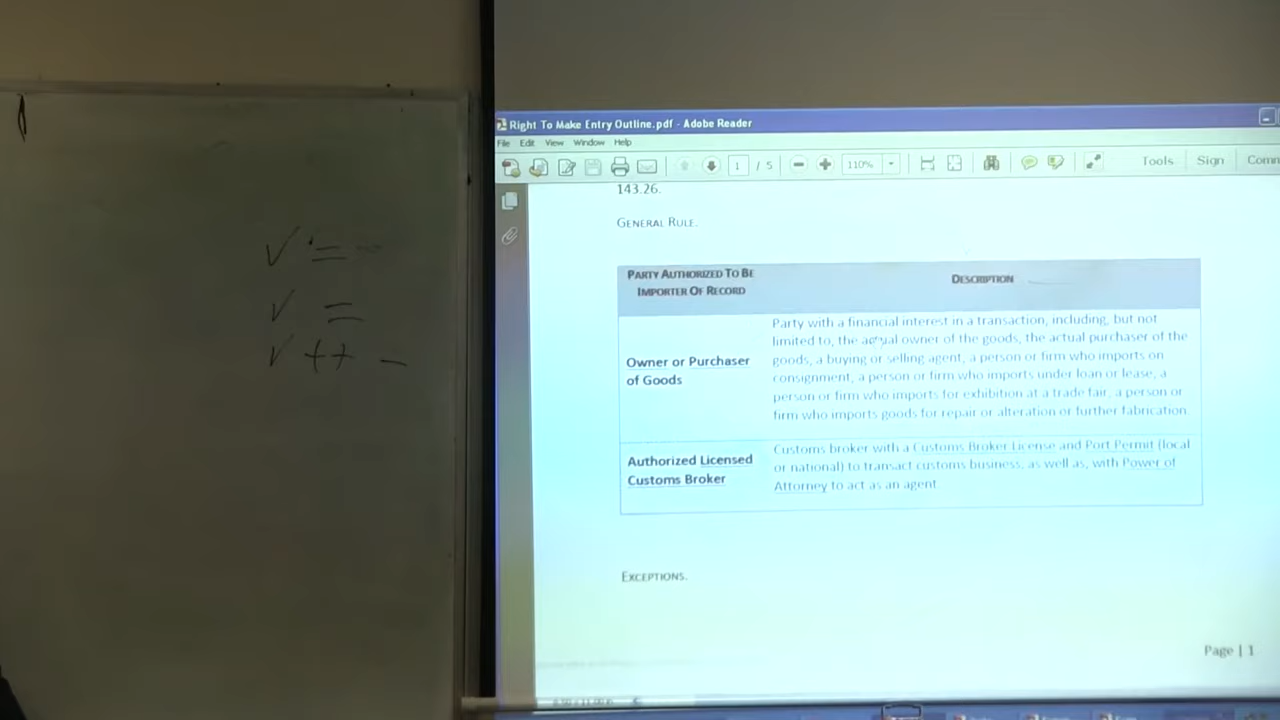 Right To Make Entry Outline.pdf - Adobe Reader
File Edit View Window Help
1 / 5 110% Tools Sign
143.26.
GENERAL RULE.
PARTY AUTHORIZED TO BE
IMPORTER OF RECORD
DESCRIPTION
Owner or Purchaser
of Goods
Party with a financial interest in a transaction, including, but not
limited to, the actual owner of the goods, the actual purchaser of the
goods, a buying or selling agent, a person or firm who imports on
consignment, a person or firm who imports under loan or lease, a
person or firm who imports for exhibition at a trade fair, a person or
firm who imports goods for repair or alteration or further fabrication
Authorized Licensed
Customs Broker
Customs broker with a Customs Broker License and Port Permit (local
or national) to transact customs business, as well as, with Power of
Attorney to act as an agent
EXCEPTIONS.
Page | 1